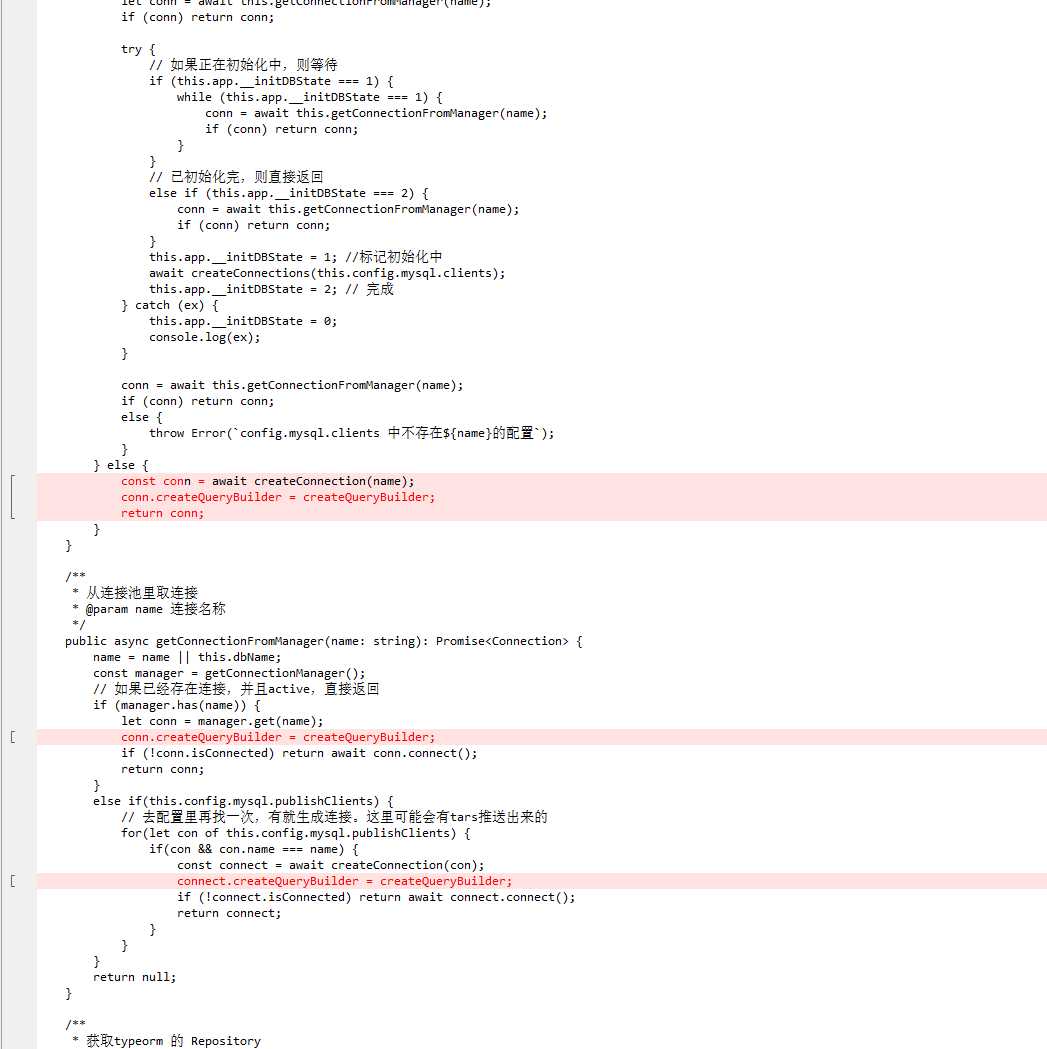 let conn = await this.getConnectionFromManager(name);
if (conn) return conn;
try {
// 如果正在初始化中，则等待
if (this.app.__initDBState === 1) {
while (this.app.__initDBState === 1) {
conn = await this.getConnectionFromManager(name);
if (conn) return conn;
}
}
// 已初始化完，则直接返回
else if (this.app.__initDBState === 2) {
conn = await this.getConnectionFromManager(name);
if (conn) return conn;
}
this.app.__initDBState = 1; //标记初始化中
await createConnections(this.config.mysql.clients);
this.app.__initDBState = 2; // 完成
} catch (ex) {
this.app.__initDBState = 0;
console.log(ex);
}
conn = await this.getConnectionFromManager(name);
if (conn) return conn;
else {
throw Error(`config.mysql.clients 中不存在${name}的配置`);
}
} else {
const conn = await createConnection(name);
conn.createQueryBuilder = createQueryBuilder;
return conn;
}
}
/**
* 从连接池里取连接
* @param name 连接名称
*/
public async getConnectionFromManager(name: string): Promise<Connection> {
name = name || this.dbName;
const manager = getConnectionManager();
// 如果已经存在连接，并且active，直接返回
if (manager.has(name)) {
let conn = manager.get(name);
conn.createQueryBuilder = createQueryBuilder;
if (!conn.isConnected) return await conn.connect();
return conn;
}
else if(this.config.mysql.publishClients) {
// 去配置里再找一次，有就生成连接。这里可能会有tars推送出来的
for(let con of this.config.mysql.publishClients) {
if(con && con.name === name) {
const connect = await createConnection(con);
connect.createQueryBuilder = createQueryBuilder;
if (!connect.isConnected) return await connect.connect();
return connect;
}
}
}
return null;
}
/**
* 获取typeorm 的 Repository